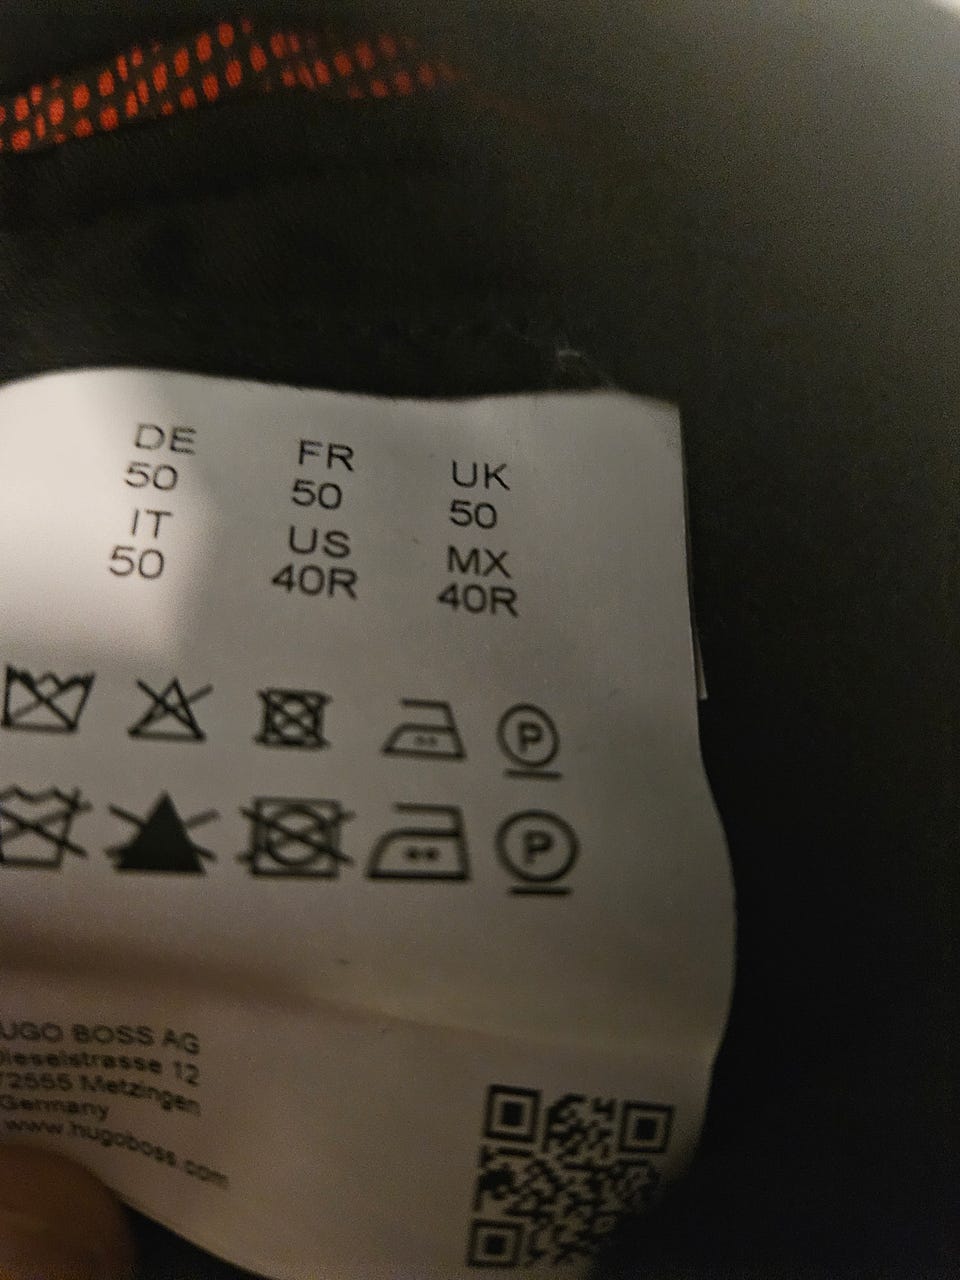 DE FR UK
50 50 50
IT US MX
50 40R 40R
P
P
UGO BOSS AG
Dieselstrasse 12
72555 Metzingen
Germany
www.hugoboss.com